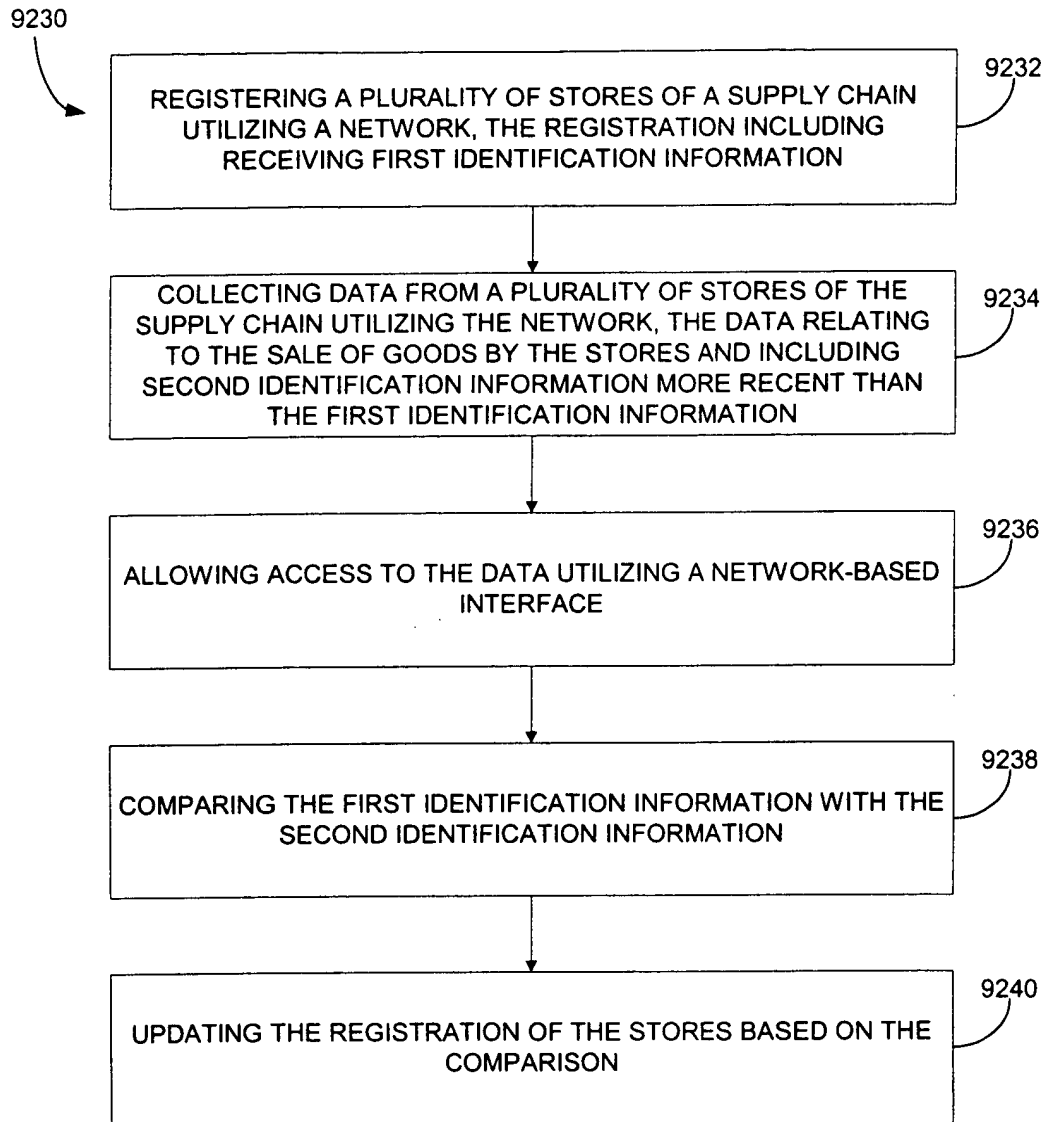 9230
9232
REGISTERING A PLURALITY OF STORES OF A SUPPLY CHAIN
UTILIZING A NETWORK, THE REGISTRATION INCLUDING
RECEIVING FIRST IDENTIFICATION INFORMATION
9234
COLLECTING DATA FROM A PLURALITY OF STORES OF THE
SUPPLY CHAIN UTILIZING THE NETWORK, THE DATA RELATING
TO THE SALE OF GOODS BY THE STORES AND INCLUDING
SECOND IDENTIFICATION INFORMATION MORE RECENT THAN
THE FIRST IDENTIFICATION INFORMATION
9236
ALLOWING ACCESS TO THE DATA UTILIZING A NETWORK-BASED
INTERFACE
9238
COMPARING THE FIRST IDENTIFICATION INFORMATION WITH THE
SECOND IDENTIFICATION INFORMATION
9240
UPDATING THE REGISTRATION OF THE STORES BASED ON THE
COMPARISON